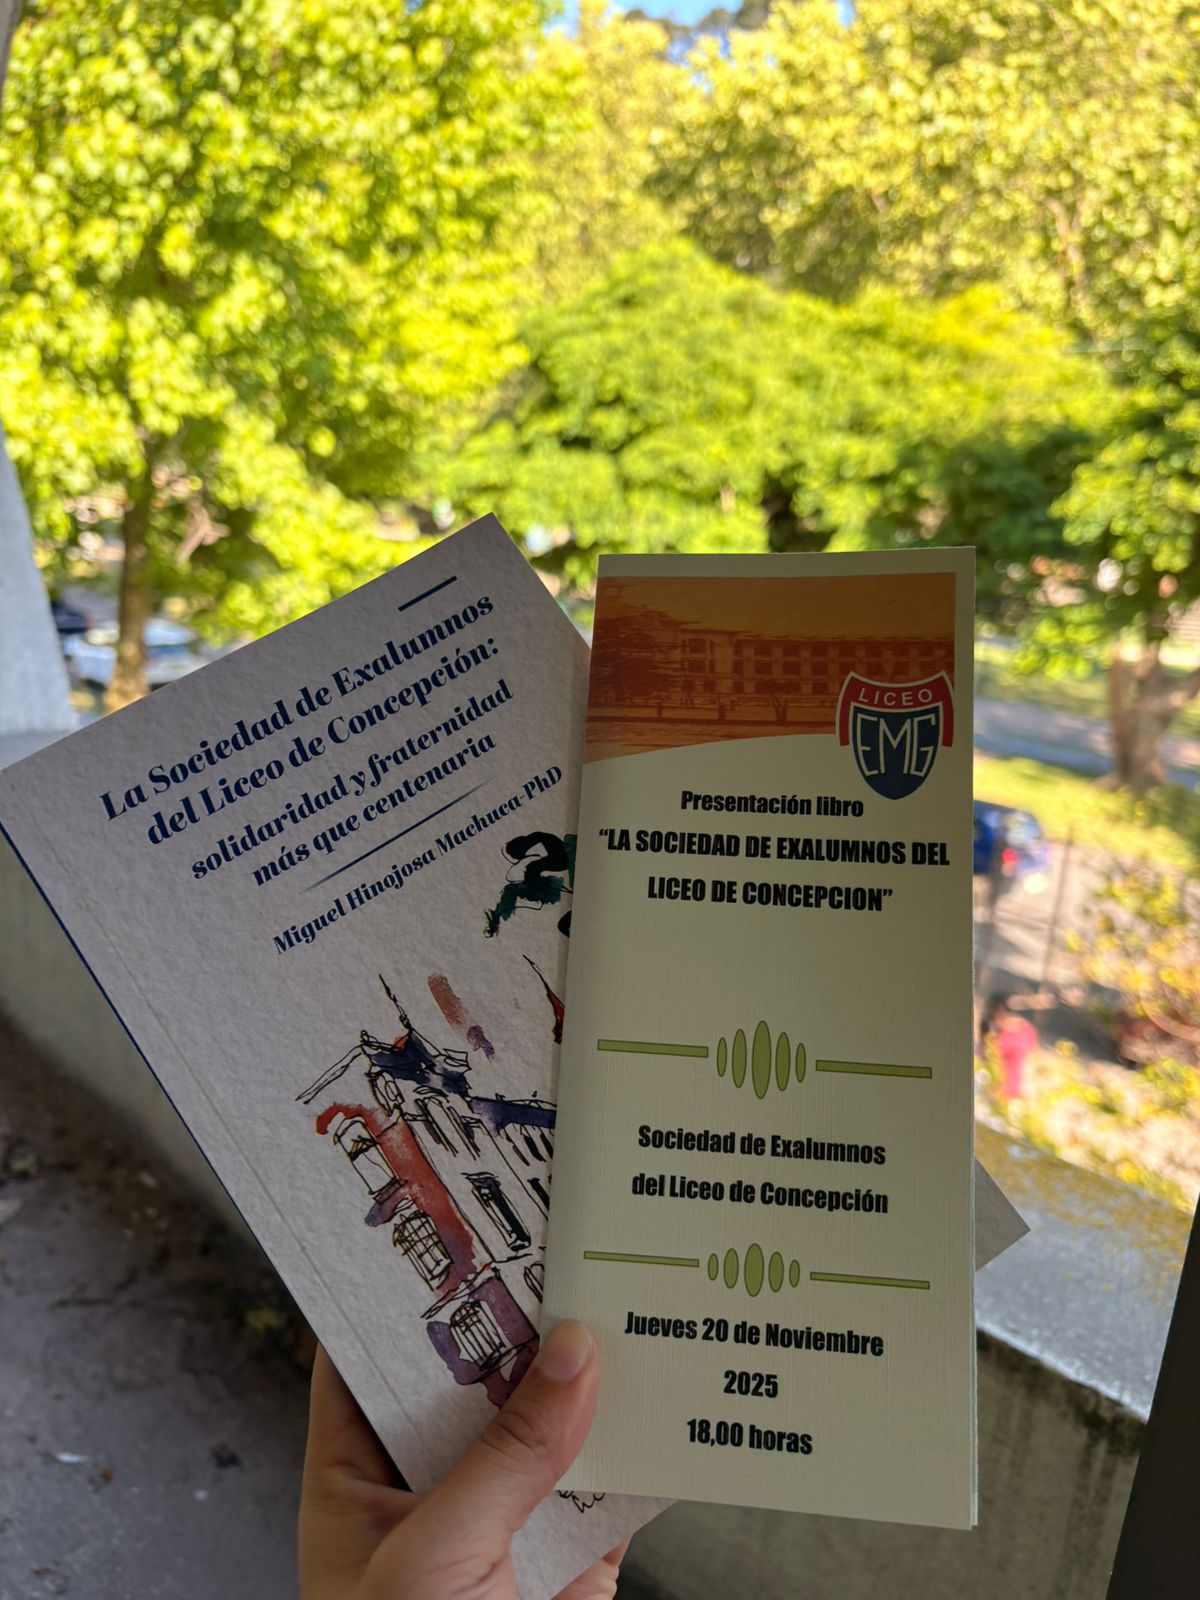 La Sociedad de Exalumnos
del Liceo de Concepción:
solidaridad y fraternidad
más que centenaria
Miguel Hinojosa Machuca-PhD
LICEO
EMG
Presentación libro
“LA SOCIEDAD DE EXALUMNOS DEL
LICEO DE CONCEPCION”
Sociedad de Exalumnos
del Liceo de Concepción
Jueves 20 de Noviembre
2025
18,00 horas